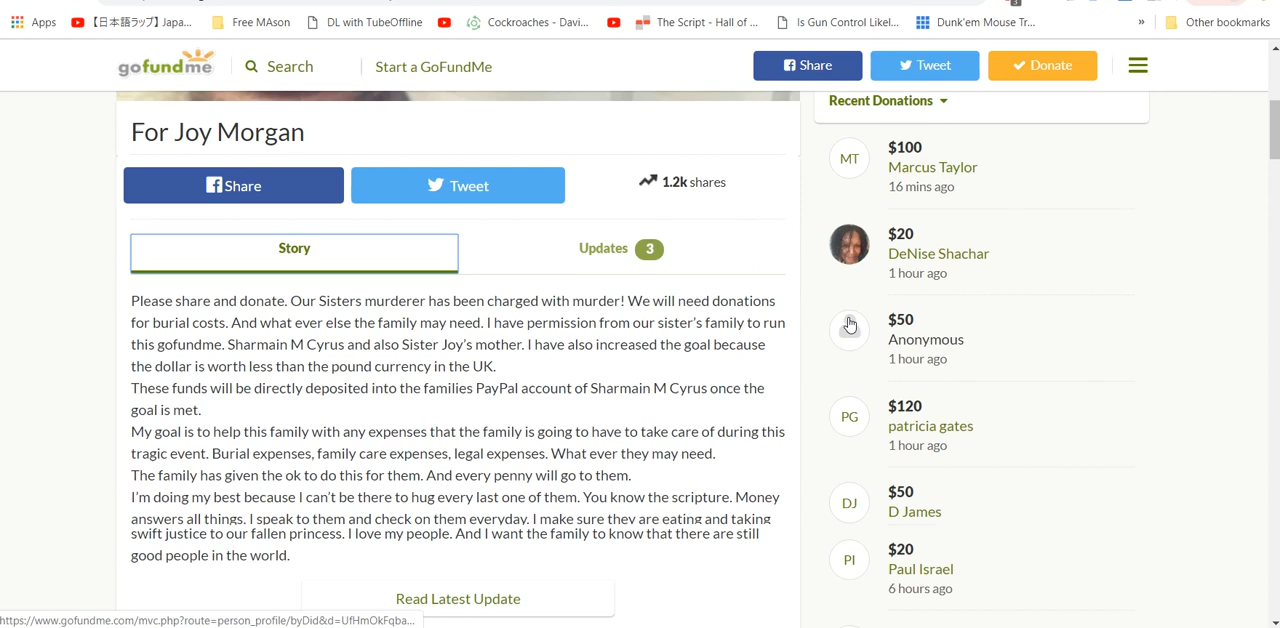 Apps
【日本語ラップ】Japa...
Free MAson
DL with TubeOffline
Cockroaches - Davi...
The Script - Hall of ...
Is Gun Control Likel...
Dunk'em Mouse Tr...
»
Other bookmarks
gofundme
Search
Start a GoFundMe
Share
Tweet
Donate
For Joy Morgan
Share
Tweet
1.2k shares
Story
Updates 3
Please share and donate. Our Sisters murderer has been charged with murder! We will need donations
for burial costs. And what ever else the family may need. I have permission from our sister's family to run
this gofundme. Sharmain M Cyrus and also Sister Joy's mother. I have also increased the goal because
the dollar is worth less than the pound currency in the UK.
These funds will be directly deposited into the families PayPal account of Sharmain M Cyrus once the
goal is met.
My goal is to help this family with any expenses that the family is going to have to take care of during this
tragic event. Burial expenses, family care expenses, legal expenses. What ever they may need.
The family has given the ok to do this for them. And every penny will go to them.
I'm doing my best because I can't be there to hug every last one of them. You know the scripture. Money
answers all things. I speak to them and check on them everyday. I make sure they are eating and taking
swift justice to our fallen princess. I love my people. And I want the family to know that there are still
good people in the world.
Read Latest Update
Recent Donations
MT
$100
Marcus Taylor
16 mins ago
$20
DeNise Shachar
1 hour ago
$50
Anonymous
1 hour ago
PG
$120
patricia gates
1 hour ago
DJ
$50
D James
PI
$20
Paul Israel
6 hours ago
https://www.gofundme.com/mvc.php?route=person_profile/byDid&d=UfHmOkFqba...